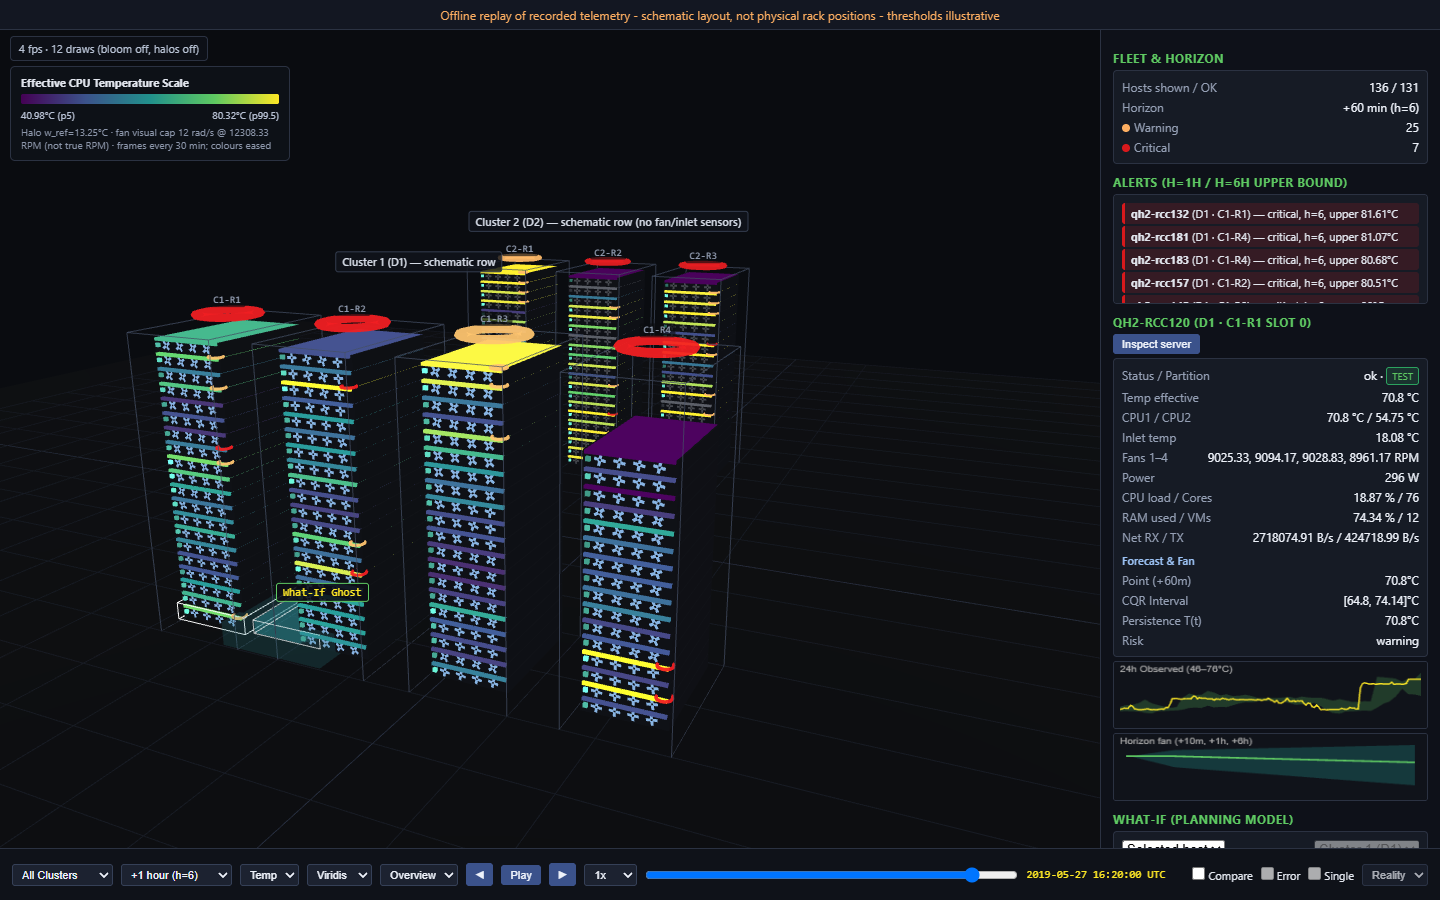 Offline replay of recorded telemetry - schematic layout, not physical rack positions - thresholds illustrative
4 fps · 12 draws (bloom off, halos off)
Effective CPU Temperature Scale
40.98°C (p5) 80.32°C (p99.5)
Halo w_ref=13.25°C · fan visual cap 12 rad/s @ 12308.33
RPM (not true RPM) · frames every 30 min; colours eased
Cluster 2 (D2) — schematic row (no fan/inlet sensors)
Cluster 1 (D1) — schematic row
C2-R1
C2-R2
C2-R3
C1-R1
C1-R2
C1-R3
C1-R4
What-If Ghost
FLEET & HORIZON
Hosts shown / OK 136 / 131
Horizon +60 min (h=6)
Warning 25
Critical 7
ALERTS (H=1H / H=6H UPPER BOUND)
qh2-rcc132 (D1 · C1-R1) — critical, h=6, upper 81.61°C
qh2-rcc181 (D1 · C1-R4) — critical, h=6, upper 81.07°C
qh2-rcc183 (D1 · C1-R4) — critical, h=6, upper 80.68°C
qh2-rcc157 (D1 · C1-R2) — critical, h=6, upper 80.51°C
QH2-RCC120 (D1 · C1-R1 SLOT 0)
Inspect server
Status / Partition ok · TEST
Temp effective 70.8 °C
CPU1 / CPU2 70.8 °C / 54.75 °C
Inlet temp 18.08 °C
Fans 1–4 9025.33, 9094.17, 9028.83, 8961.17 RPM
Power 296 W
CPU load / Cores 18.87 % / 76
RAM used / VMs 74.34 % / 12
Net RX / TX 2718074.91 B/s / 424718.99 B/s
Forecast & Fan
Point (+60m) 70.8°C
CQR Interval [64.8, 74.14]°C
Persistence T(t) 70.8°C
Risk warning
24h Observed (46–76°C)
Horizon fan (+10m, +1h, +6h)
WHAT-IF (PLANNING MODEL)
All Clusters +1 hour (h=6) Temp Viridis Overview ◀ Play ▶ 1x 2019-05-27 16:20:00 UTC Compare Error Single Reality